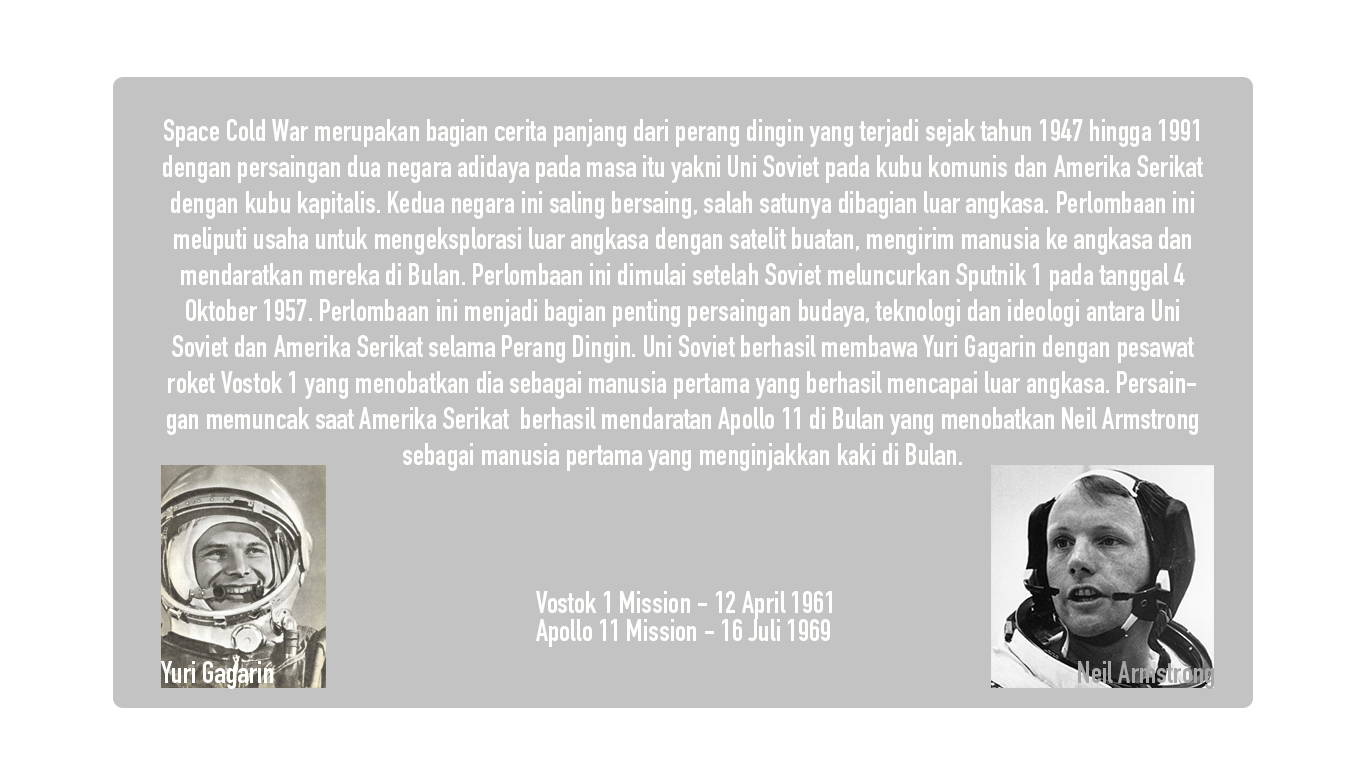 Space Cold War merupakan bagian cerita panjang dari perang dingin yang terjadi sejak tahun 1947 hingga 1991
dengan persaingan dua negara adidaya pada masa itu yakni Uni Soviet pada kubu komunis dan Amerika Serikat
dengan kubu kapitalis. Kedua negara ini saling bersaing, salah satunya dibagian luar angkasa. Perlombaan ini
meliputi usaha untuk mengeksplorasi luar angkasa dengan satelit buatan, mengirim manusia ke angkasa dan
mendaratkan mereka di Bulan. Perlombaan ini dimulai setelah Soviet meluncurkan Sputnik 1 pada tanggal 4
Oktober 1957. Perlombaan ini menjadi bagian penting persaingan budaya, teknologi dan ideologi antara Uni
Soviet dan Amerika Serikat selama Perang Dingin. Uni Soviet berhasil membawa Yuri Gagarin dengan pesawat
roket Vostok 1 yang menobatkan dia sebagai manusia pertama yang berhasil mencapai luar angkasa. Persain-
gan memuncak saat Amerika Serikat  berhasil mendaratan Apollo 11 di Bulan yang menobatkan Neil Armstrong
sebagai manusia pertama yang menginjakkan kaki di Bulan.
Vostok 1 Mission - 12 April 1961
Apollo 11 Mission - 16 Juli 1969
Yuri Gagarin
Neil Armstrong